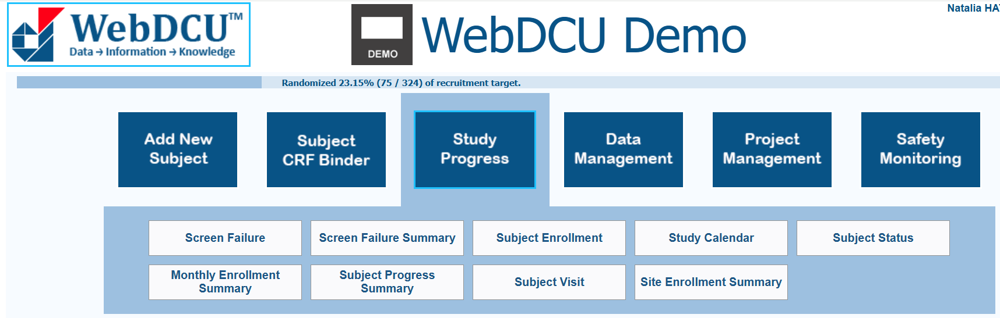 WebDCU™
Data → Information → Knowledge
DEMO
WebDCU Demo
Natalia
Randomized 23.15% (75 / 324) of recruitment target.
Add New
Subject
Subject
CRF Binder
Study
Progress
Data
Management
Project
Management
Safety
Monitoring
Screen Failure
Screen Failure Summary
Subject Enrollment
Study Calendar
Subject Status
Monthly Enrollment
Summary
Subject Progress
Summary
Subject Visit
Site Enrollment Summary